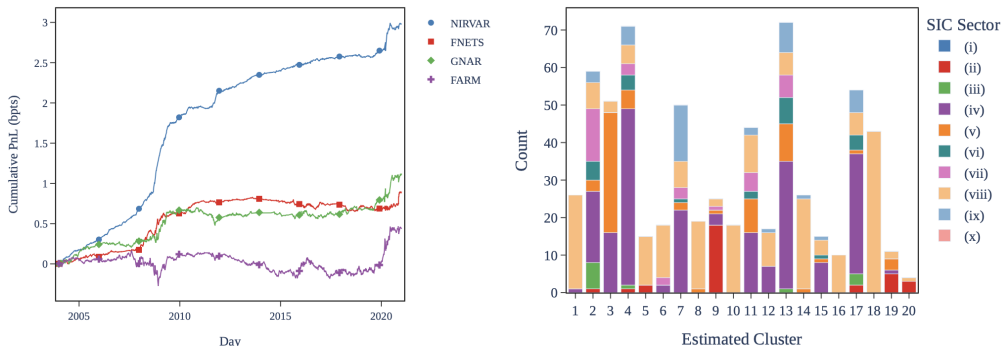 3
2.5
2
1.5
1
0.5
0
Cumulative PnL (bpts)
2005
2010
2015
2020
Day
NIRVAR
FNETS
GNAR
FARM
70
60
50
40
30
20
10
0
Count
1 2 3 4 5 6 7 8 9 10 11 12 13 14 15 16 17 18 19 20
Estimated Cluster
SIC Sector
(i)
(ii)
(iii)
(iv)
(v)
(vi)
(vii)
(viii)
(ix)
(x)